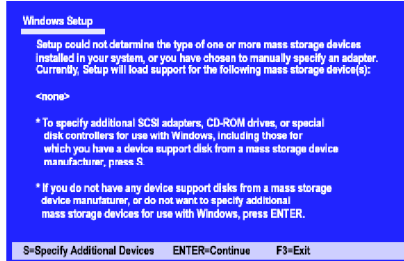 Windows Setup
Setup could not determine the type of one or more mass storage devices
installed in your system, or you have chosen to manually specify an adapter.
Currently, Setup will load support for the following mass storage device(s):
<none>
* To specify additional SCSI adapters, CD-ROM drives, or special
disk controllers for use with Windows, including those for
which you have a device support disk from a mass storage device
manufacturer, press S.
* If you do not have any device support disks from a mass storage
device manufaturer, or do not want to specify additional
mass storage devices for use with Windows, press ENTER.
S=Specify Additional Devices ENTER=Continue F3=Exit